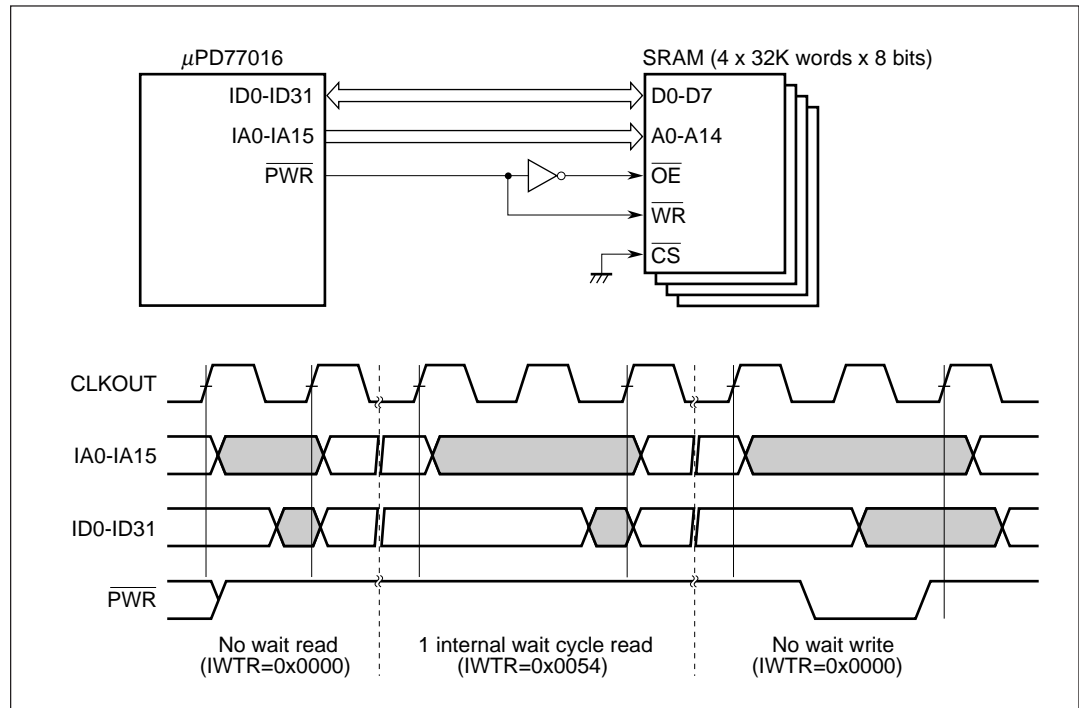 μPD77016
SRAM (4 x 32K words x 8 bits)
ID0-ID31
D0-D7
IA0-IA15
A0-A14
PWR
OE
WR
CS
CLKOUT
IA0-IA15
ID0-ID31
PWR
No wait read
(IWTR=0x0000)
1 internal wait cycle read
(IWTR=0x0054)
No wait write
(IWTR=0x0000)